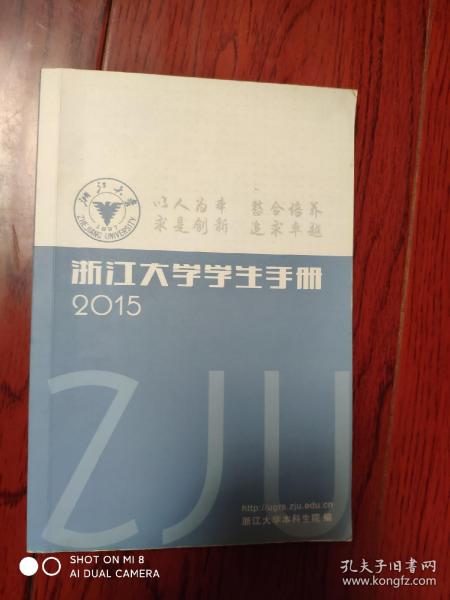 浙江大学
1897
ZHEJIANG UNIVERSITY
以人为本 整合培养
求是创新 追求卓越
浙江大学学生手册
2015
ZJU
http://ugrs.zju.edu.cn
浙江大学本科生院 编
SHOT ON MI 8
AI DUAL CAMERA
孔夫子旧书网
www.kongfz.com